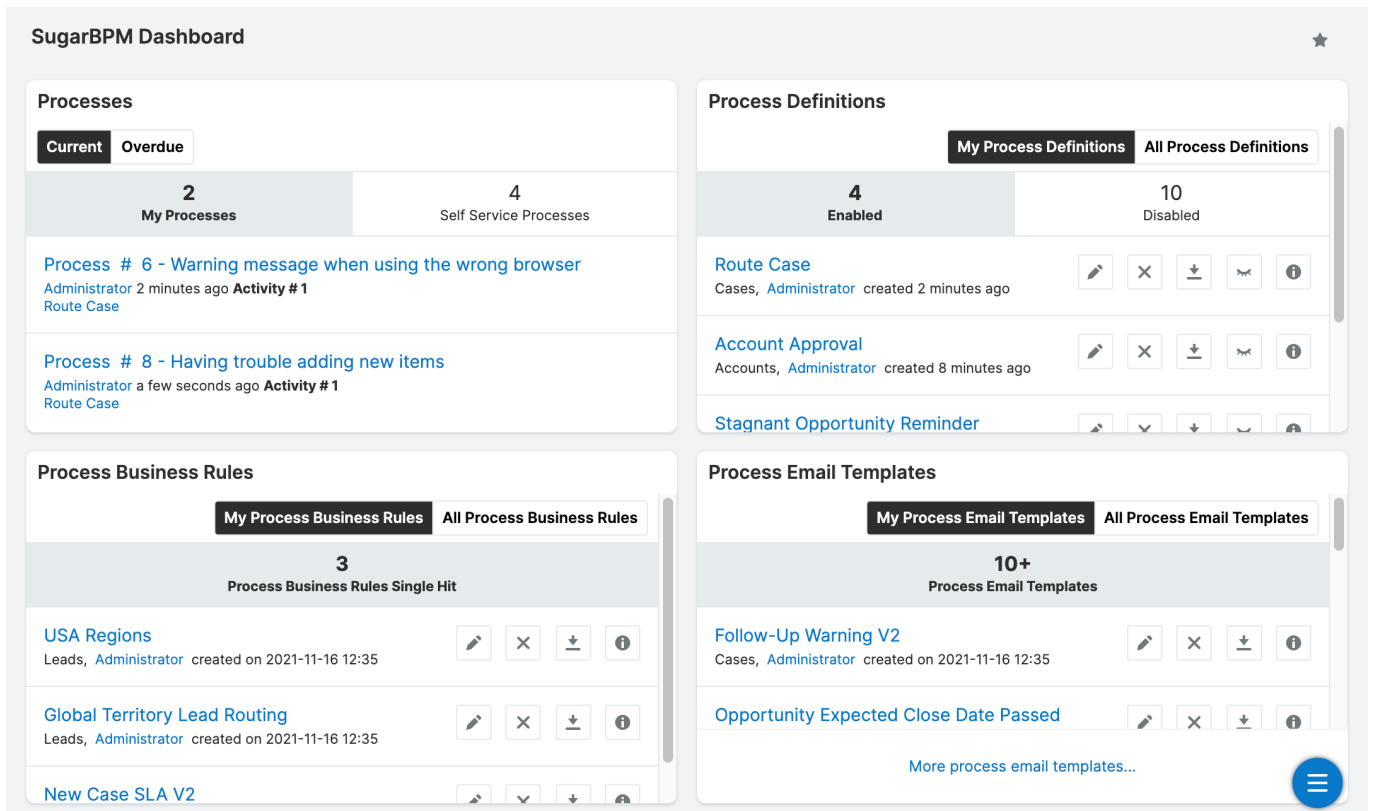 SugarBPM Dashboard
Processes
Current Overdue
2
My Processes
4
Self Service Processes
Process # 6 - Warning message when using the wrong browser
Administrator 2 minutes ago Activity # 1
Route Case
Process # 8 - Having trouble adding new items
Administrator a few seconds ago Activity # 1
Route Case
Process Definitions
My Process Definitions All Process Definitions
4
Enabled
10
Disabled
Route Case
Cases, Administrator created 2 minutes ago
Account Approval
Accounts, Administrator created 8 minutes ago
Stagnant Opportunity Reminder
Process Business Rules
My Process Business Rules All Process Business Rules
3
Process Business Rules Single Hit
USA Regions
Leads, Administrator created on 2021-11-16 12:35
Global Territory Lead Routing
Leads, Administrator created on 2021-11-16 12:35
New Case SLA V2
Process Email Templates
My Process Email Templates All Process Email Templates
10+
Process Email Templates
Follow-Up Warning V2
Cases, Administrator created on 2021-11-16 12:35
Opportunity Expected Close Date Passed
More process email templates...